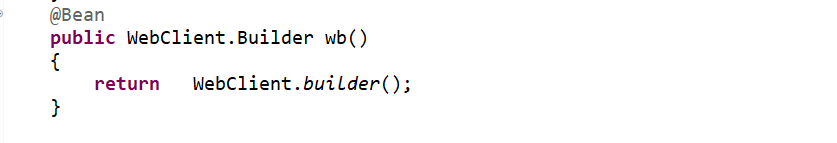 @Bean
public WebClient.Builder wb()
{
    return   WebClient.builder();
}